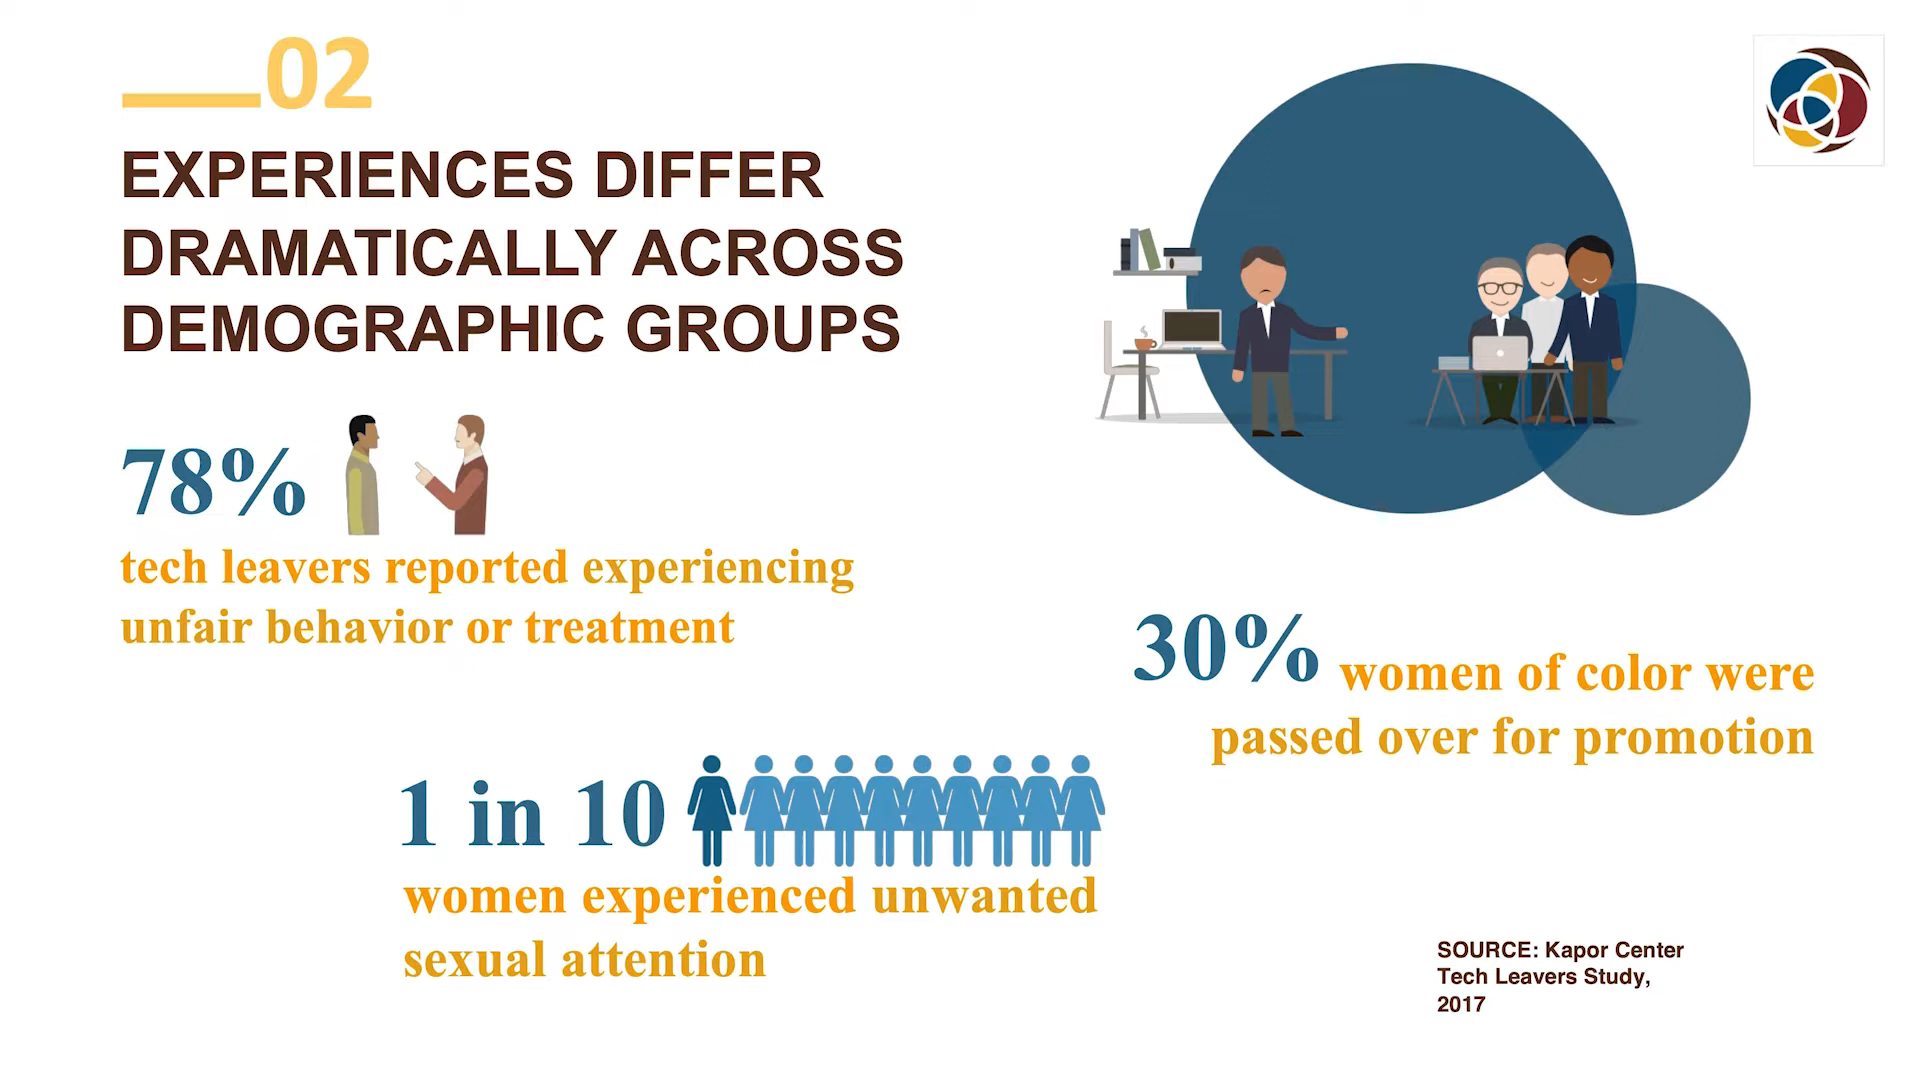 02
EXPERIENCES DIFFER
DRAMATICALLY ACROSS
DEMOGRAPHIC GROUPS
78%
tech leavers reported experiencing
unfair behavior or treatment
30% women of color were
passed over for promotion
1 in 10
women experienced unwanted
sexual attention
SOURCE: Kapor Center
Tech Leavers Study,
2017